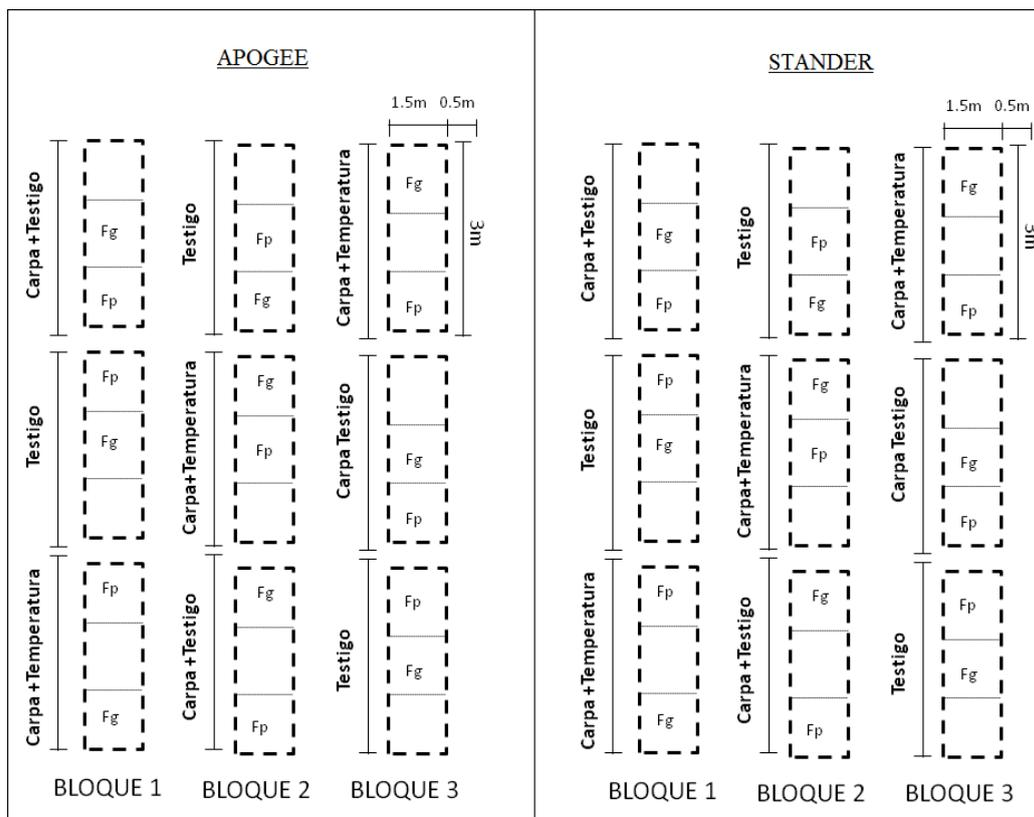 APOGEE
1.5m 0.5m
Carpa +Testigo
Fg
Fp
Testigo
Fp
Fg
Carpa +Temperatura
Fg
Fp
3m
Testigo
Fp
Fg
Carpa+Temperatura
Fg
Fp
Carpa Testigo
Fg
Fp
Carpa +Temperatura
Fp
Fg
Carpa +Testigo
Fg
Fp
Testigo
Fp
Fg
BLOQUE 1
BLOQUE 2
BLOQUE 3
STANDER
1.5m 0.5m
Carpa +Testigo
Fg
Fp
Testigo
Fp
Fg
Carpa +Temperatura
Fg
Fp
3m
Testigo
Fp
Fg
Carpa+Temperatura
Fg
Fp
Carpa Testigo
Fg
Fp
Carpa +Temperatura
Fp
Fg
Carpa +Testigo
Fg
Fp
Testigo
Fp
Fg
BLOQUE 1
BLOQUE 2
BLOQUE 3